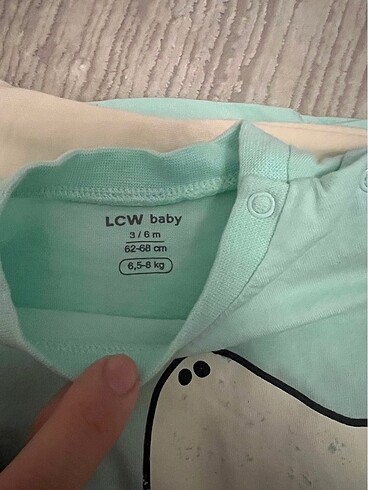 LCW baby
3 / 6 m
62-68 cm
6,5-8 kg